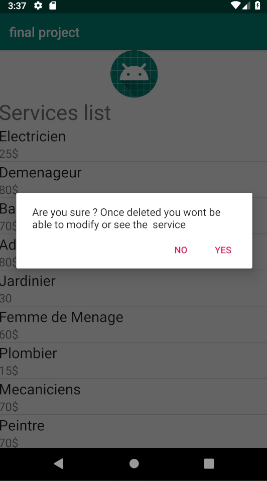 3:37
final project
Services list
Electricien
25$
Demenageur
80$
Ba
70$
Are you sure ? Once deleted you wont be
able to modify or see the service
NO YES
Ad
80$
Jardinier
30
Femme de Menage
60$
Plombier
15$
Mecaniciens
70$
Peintre
70$